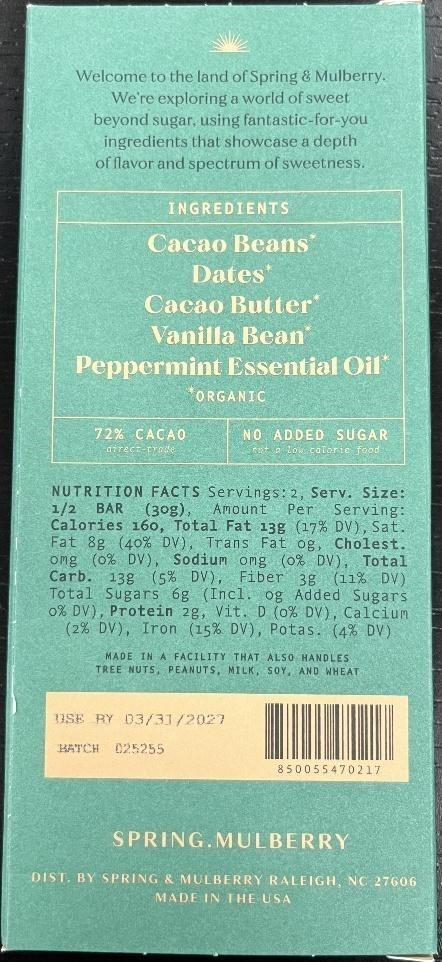 Welcome to the land of Spring & Mulberry.
We're exploring a world of sweet
beyond sugar, using fantastic-for-you
ingredients that showcase a depth
of flavor and spectrum of sweetness.
INGREDIENTS
Cacao Beans*
Dates*
Cacao Butter*
Vanilla Bean*
Peppermint Essential Oil*
*ORGANIC
72% CACAO
direct-trade
NO ADDED SUGAR
not a low calorie food
NUTRITION FACTS Servings: 2, Serv. Size:
1/2 BAR (30g), Amount Per Serving:
Calories 160, Total Fat 13g (17% DV), Sat.
Fat 8g (40% DV), Trans Fat 0g, Cholest.
0mg (0% DV), Sodium 0mg (0% DV), Total
Carb. 13g (5% DV), Fiber 3g (11% DV)
Total Sugars 6g (Incl. 0g Added Sugars
0% DV), Protein 2g, Vit. D (0% DV), Calcium
(2% DV), Iron (15% DV), Potas. (4% DV)
MADE IN A FACILITY THAT ALSO HANDLES
TREE NUTS, PEANUTS, MILK, SOY, AND WHEAT
USE BY 03/31/2027
BATCH 025255
850055470217
SPRING.MULBERRY
DIST. BY SPRING & MULBERRY RALEIGH, NC 27606
MADE IN THE USA